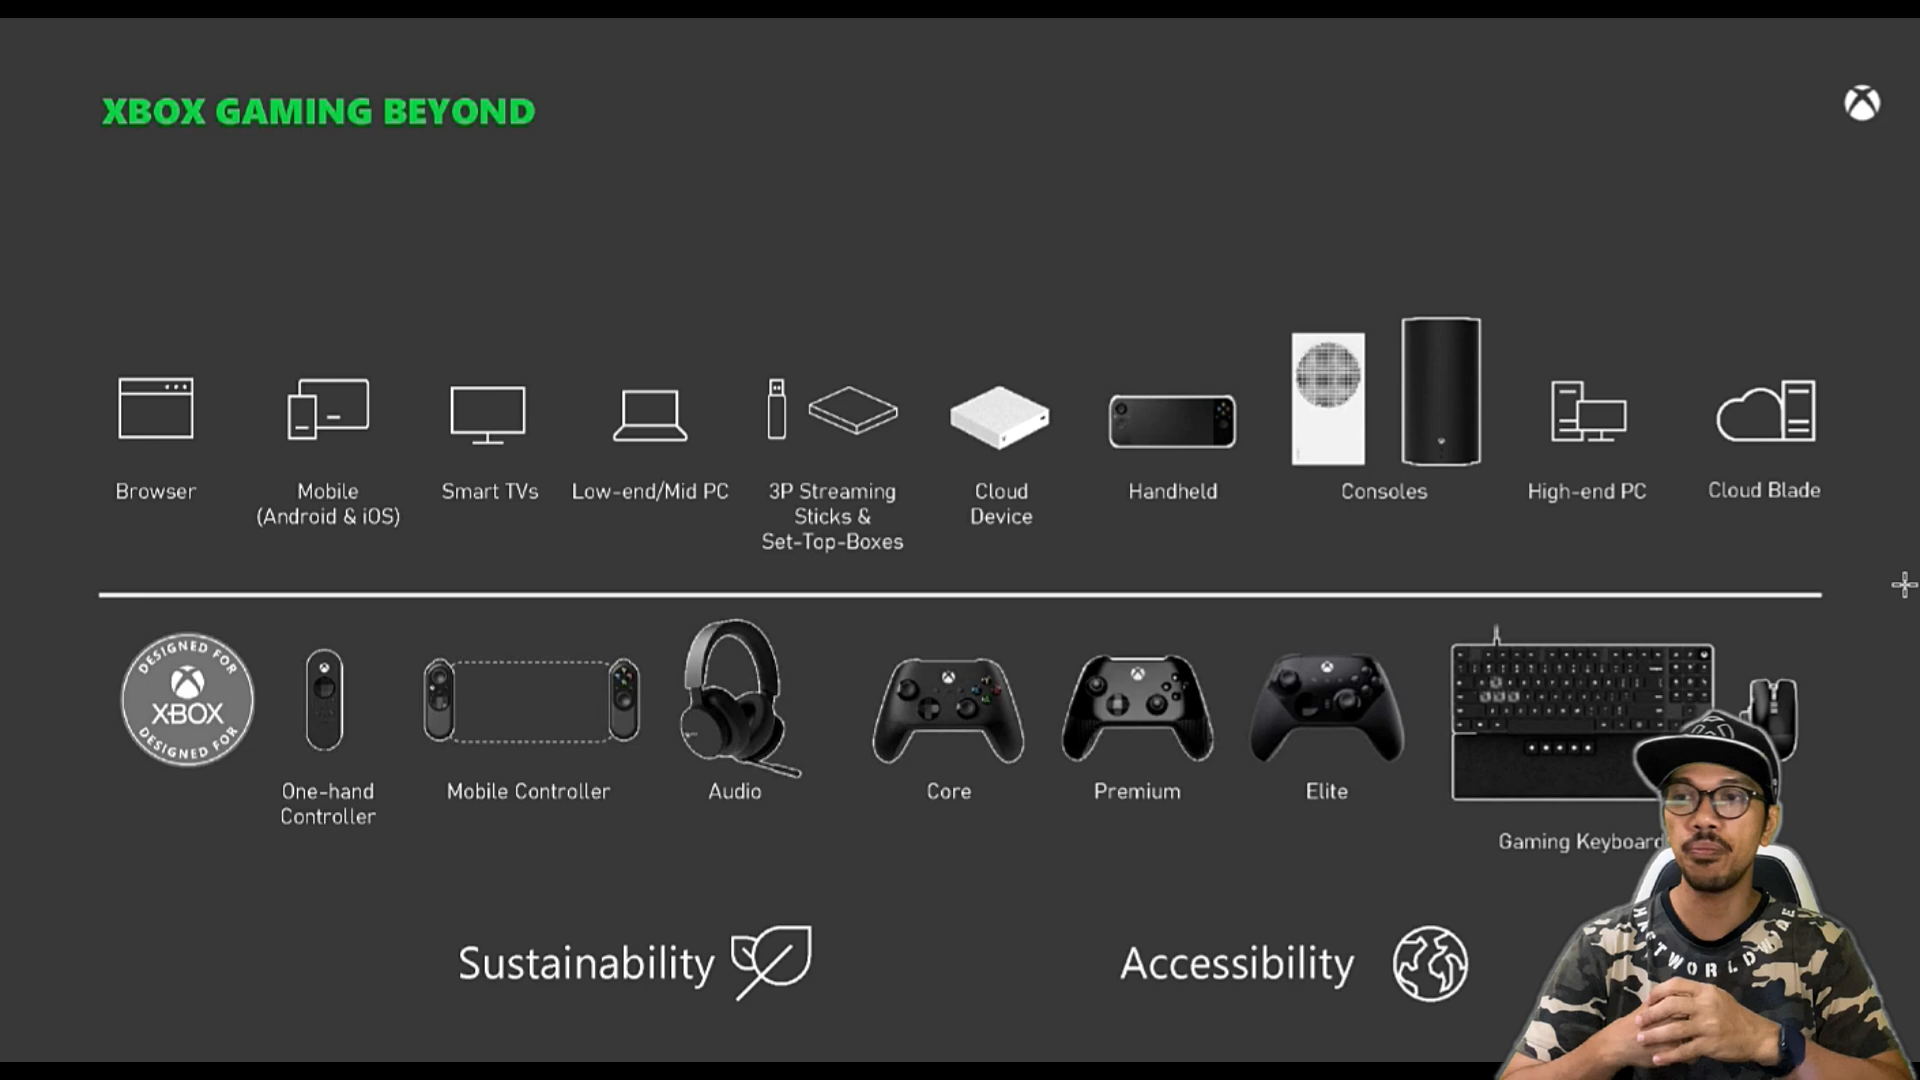 XBOX GAMING BEYOND
Browser
Mobile
(Android & iOS)
Smart TVs
Low-end/Mid PC
3P Streaming
Sticks &
Set-Top-Boxes
Cloud
Device
Handheld
Consoles
High-end PC
Cloud Blade
DESIGNED FOR
XBOX
DESIGNED FOR
One-hand
Controller
Mobile Controller
Audio
Core
Premium
Elite
Gaming Keyboard
Sustainability
Accessibility